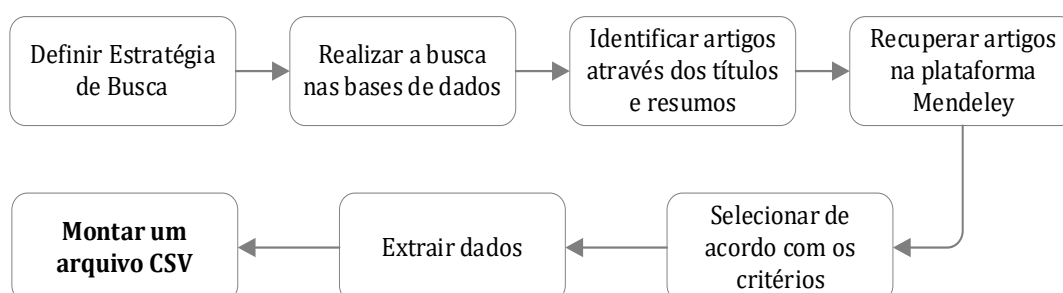 Definir Estratégia
de Busca
Realizar a busca
nas bases de dados
Identificar artigos
através dos títulos
e resumos
Recuperar artigos
na plataforma
Mendeley
Selecionar de
acordo com os
critérios
Extrair dados
Montar um
arquivo CSV